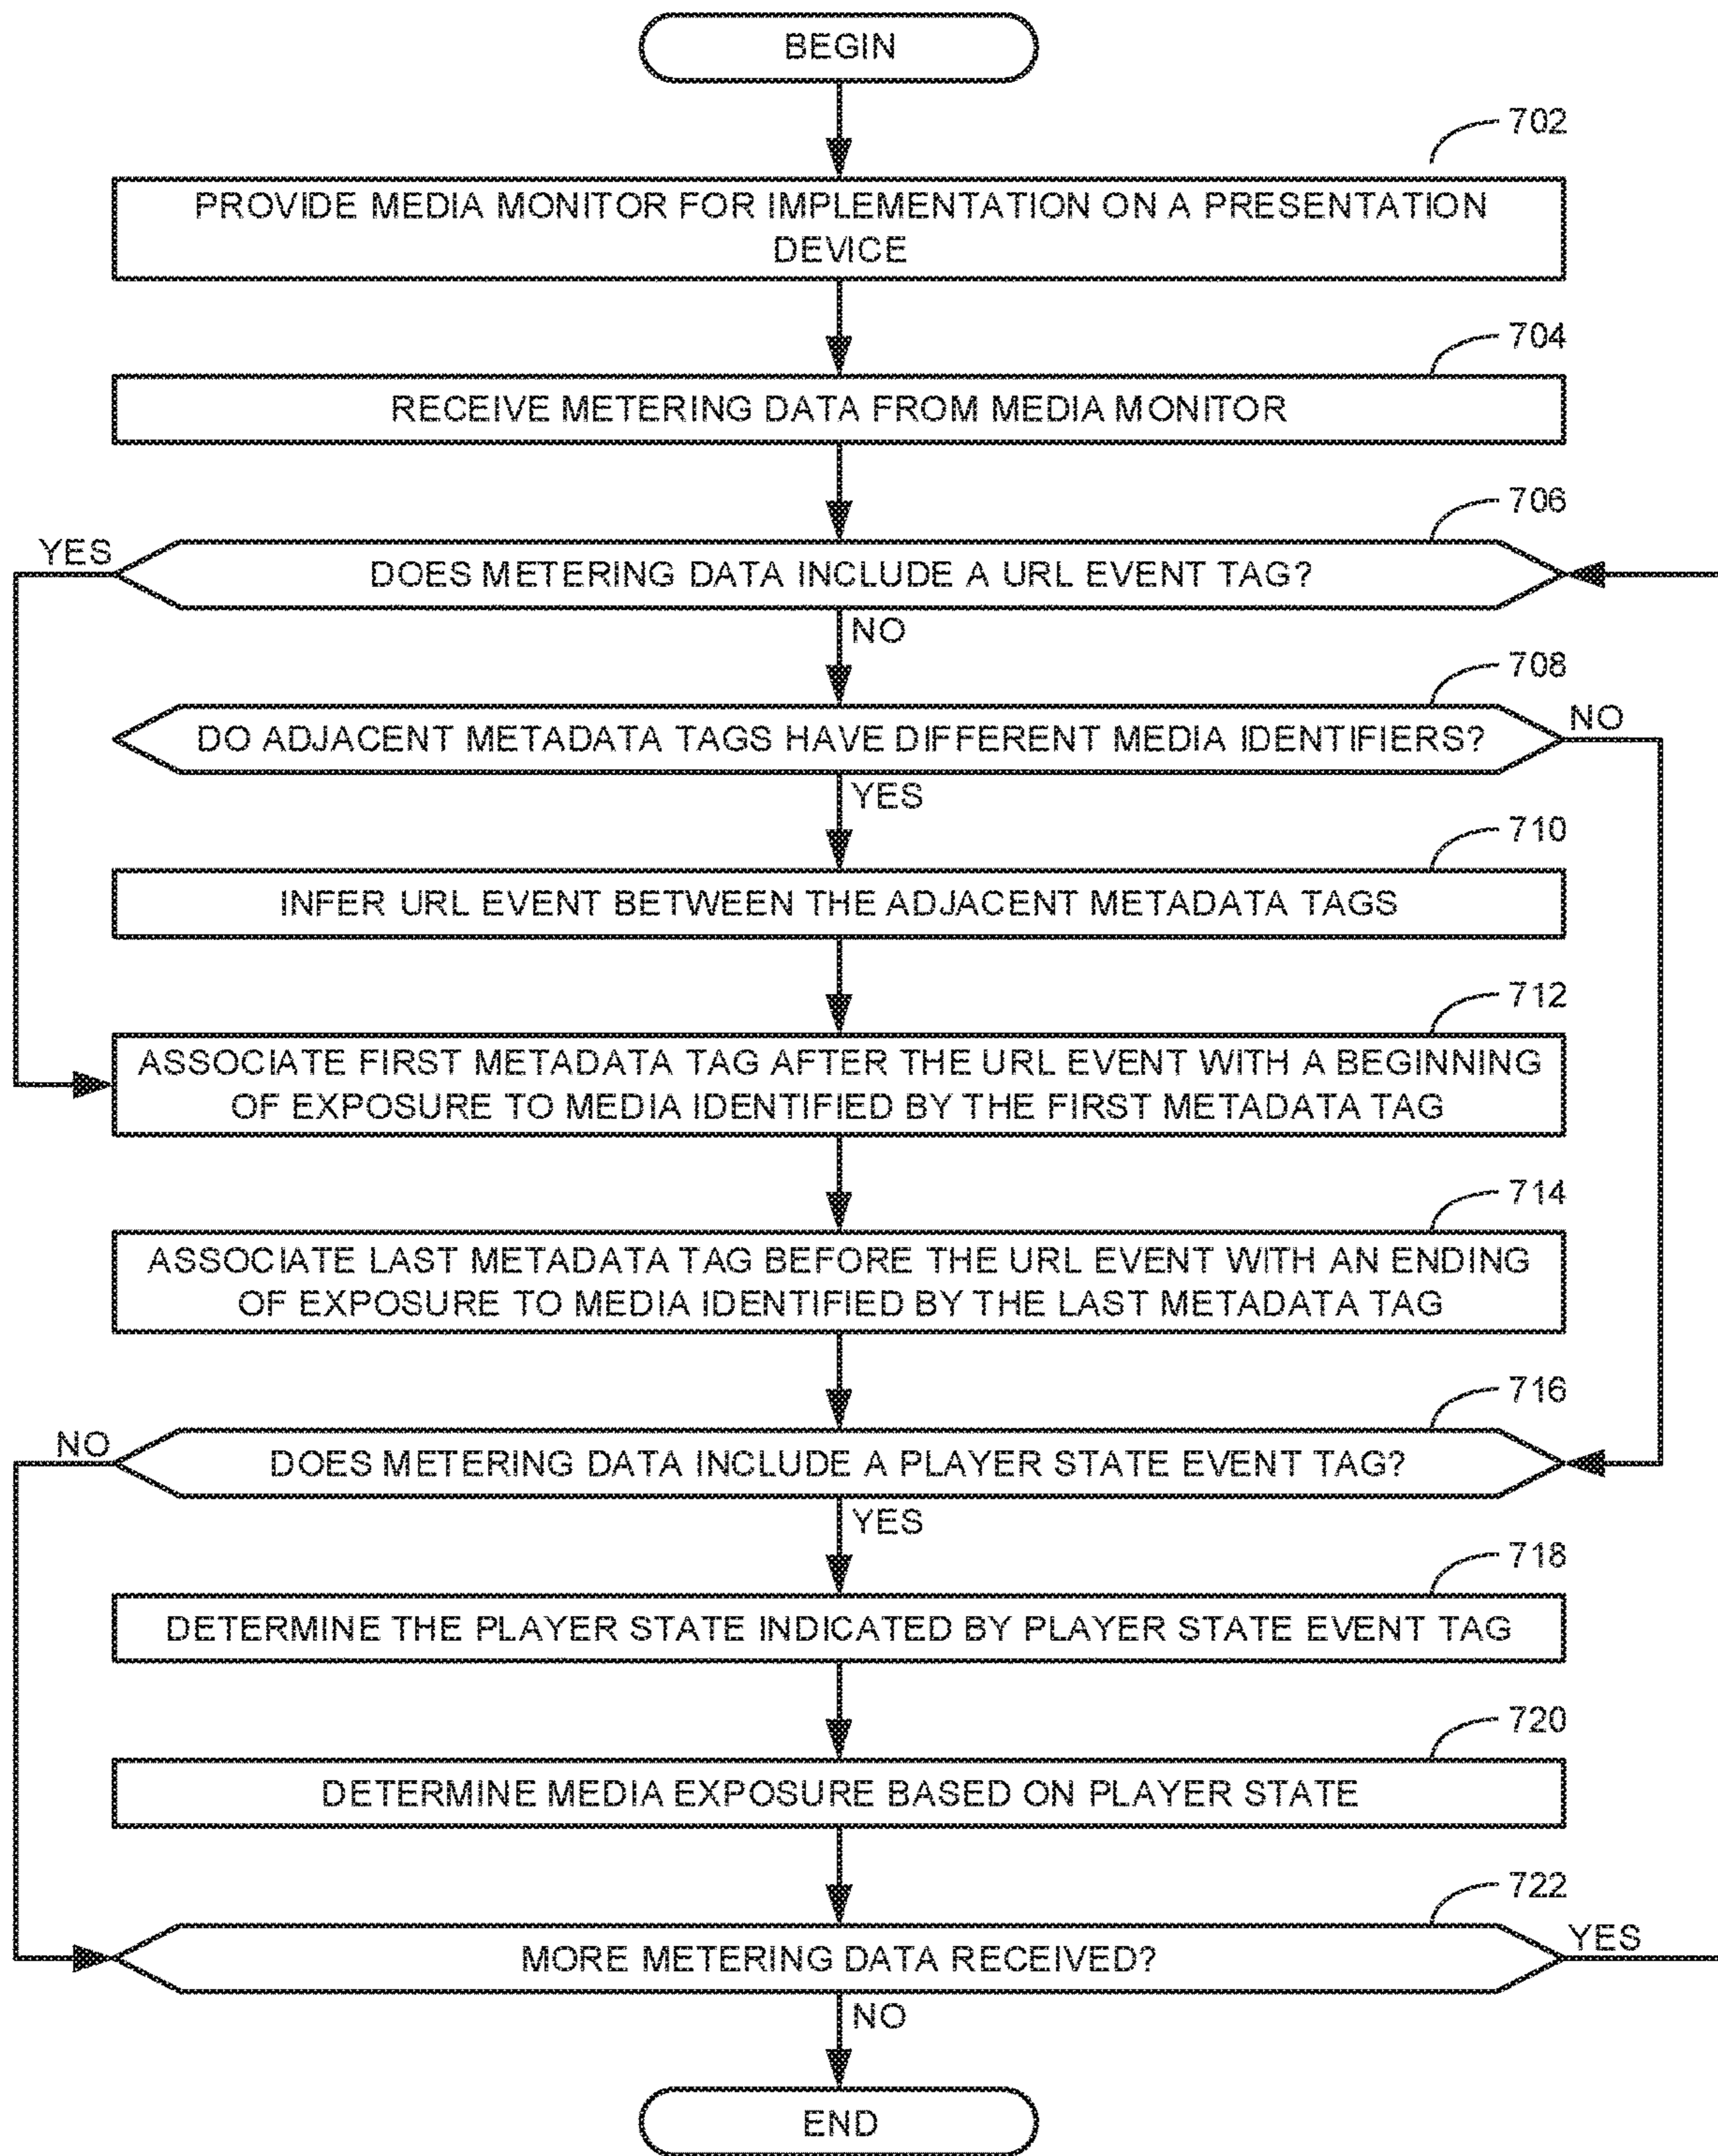 BEGIN
702
PROVIDE MEDIA MONITOR FOR IMPLEMENTATION ON A PRESENTATION
DEVICE
704
RECEIVE METERING DATA FROM MEDIA MONITOR
706
YES
DOES METERING DATA INCLUDE A URL EVENT TAG?
NO
708
DO ADJACENT METADATA TAGS HAVE DIFFERENT MEDIA IDENTIFIERS?
NO
YES
710
INFER URL EVENT BETWEEN THE ADJACENT METADATA TAGS
712
ASSOCIATE FIRST METADATA TAG AFTER THE URL EVENT WITH A BEGINNING
OF EXPOSURE TO MEDIA IDENTIFIED BY THE FIRST METADATA TAG
714
ASSOCIATE LAST METADATA TAG BEFORE THE URL EVENT WITH AN ENDING
OF EXPOSURE TO MEDIA IDENTIFIED BY THE LAST METADATA TAG
716
NO
DOES METERING DATA INCLUDE A PLAYER STATE EVENT TAG?
YES
718
DETERMINE THE PLAYER STATE INDICATED BY PLAYER STATE EVENT TAG
720
DETERMINE MEDIA EXPOSURE BASED ON PLAYER STATE
722
MORE METERING DATA RECEIVED?
YES
NO
END